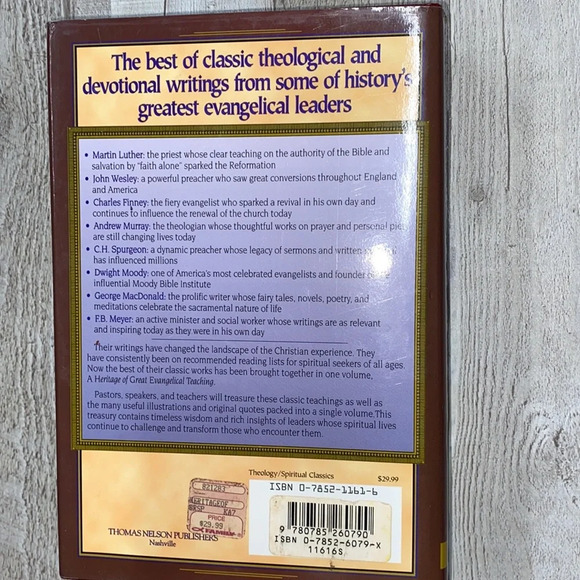 The best of classic theological and
devotional writings from some of history's
greatest evangelical leaders
• Martin Luther: the priest whose clear teaching on the authority of the Bible and
salvation by "faith alone" sparked the Reformation
• John Wesley: a powerful preacher who saw great conversions throughout England
and America
• Charles Finney: the fiery evangelist who sparked a revival in his own day and
continues to influence the renewal of the church today
• Andrew Murray: the theologian whose thoughtful works on prayer and personal
are still changing lives today
• C.H. Spurgeon: a dynamic preacher whose legacy of sermons and written
has influenced millions
• Dwight Moody: one of America's most celebrated evangelists and founder
influential Moody Bible Institute
• George MacDonald: the prolific writer whose fairy tales, novels, poetry, and
meditations celebrate the sacramental nature of life
• F.B. Meyer: an active minister and social worker whose writings are as relevant
and inspiring today as they were in his own day
Their writings have changed the landscape of the Christian experience. They
have consistently been on recommended reading lists for spiritual seekers of all ages.
Now the best of their classic works has been brought together in one volume,
A Heritage of Great Evangelical Teaching.
Pastors, speakers, and teachers will treasure these classic teachings as well as
the many useful illustrations and original quotes packed into a single volume. This
treasury contains timeless wisdom and rich insights of leaders whose spiritual lives
continue to challenge and transform those who encounter them.
Theology/Spiritual Classics $29.99
ISBN 0-7852-1161-6
9 780785 260790
ISBN 0-7852-6079-X
11616S
HERITAGEOF
KA7
PRICE
$29.99
FAMILY
THOMAS NELSON PUBLISHERS
Nashville